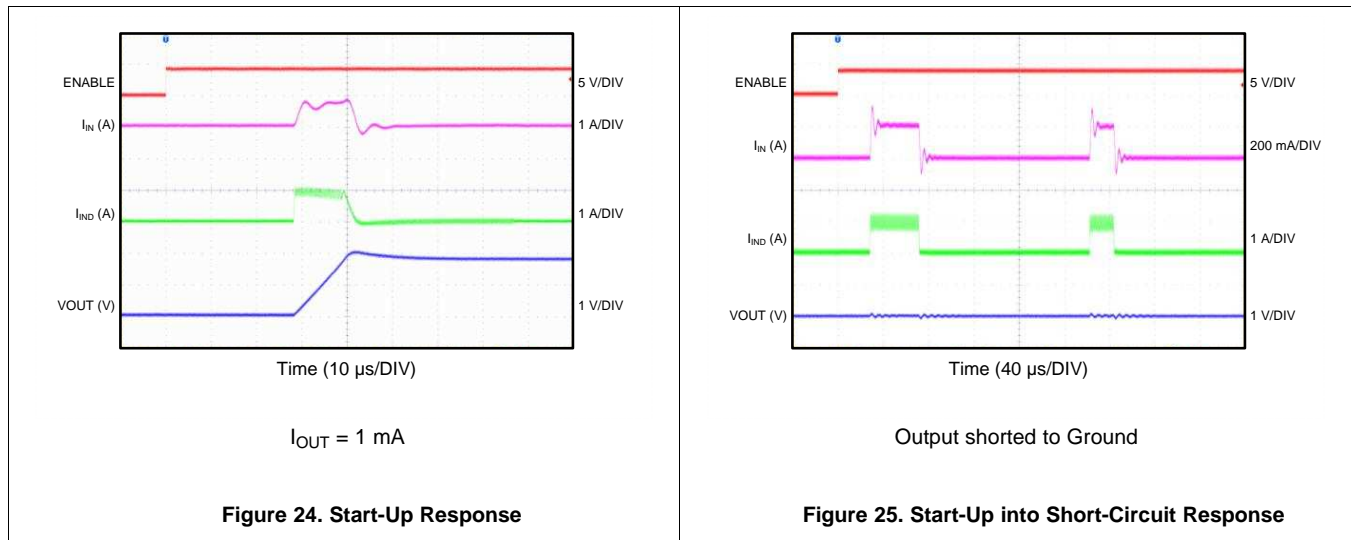 ENABLE
5 V/DIV
I_IN (A)
1 A/DIV
I_IND (A)
1 A/DIV
VOUT (V)
1 V/DIV
Time (10 µs/DIV)
I_OUT = 1 mA
Figure 24. Start-Up Response
ENABLE
5 V/DIV
I_IN (A)
200 mA/DIV
I_IND (A)
1 A/DIV
VOUT (V)
1 V/DIV
Time (40 µs/DIV)
Output shorted to Ground
Figure 25. Start-Up into Short-Circuit Response